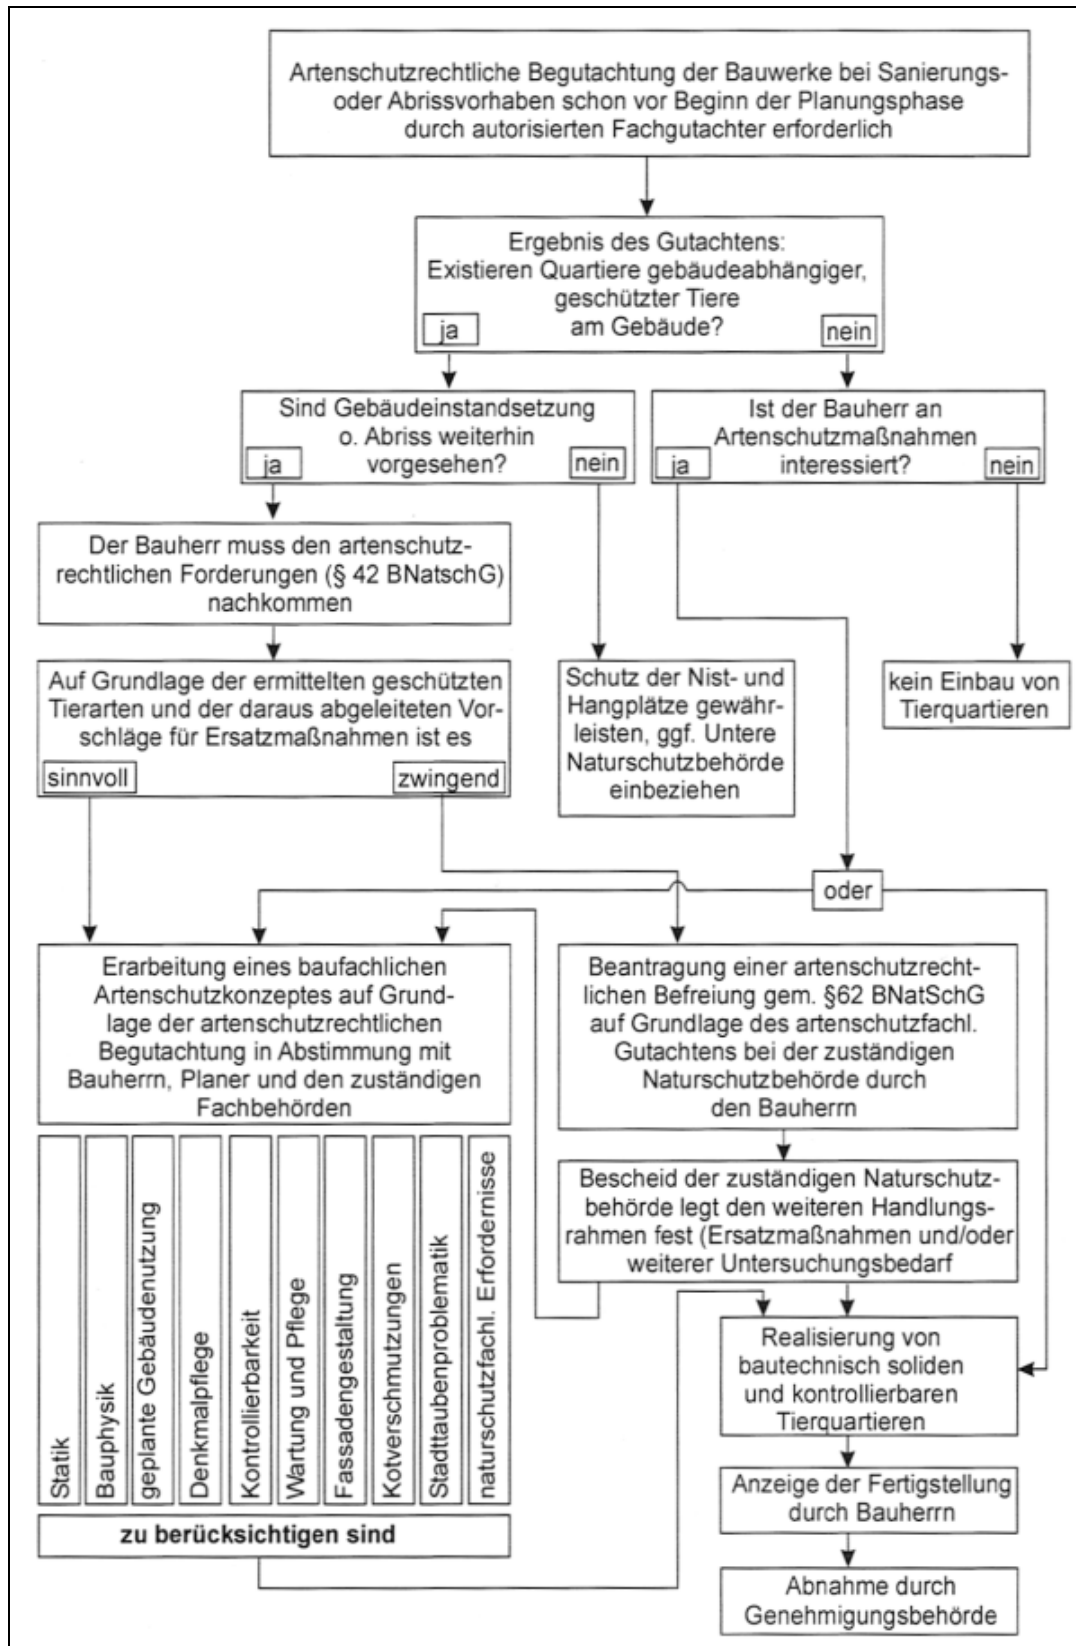 Artenschutzrechtliche Begutachtung der Bauwerke bei Sanierungs-
oder Abrissvorhaben schon vor Beginn der Planungsphase
durch autorisierten Fachgutachter erforderlich
Ergebnis des Gutachtens:
Existieren Quartiere gebäudeabhängiger,
geschützter Tiere
am Gebäude?
ja
nein
Sind Gebäudeinstandsetzung
o. Abriss weiterhin
vorgesehen?
ja
nein
Ist der Bauherr an
Artenschutzmaßnahmen
interessiert?
ja
nein
Der Bauherr muss den artenschutz-
rechtlichen Forderungen (§ 42 BNatschG)
nachkommen
Auf Grundlage der ermittelten geschützten
Tierarten und der daraus abgeleiteten Vor-
schläge für Ersatzmaßnahmen ist es
sinnvoll
zwingend
Schutz der Nist- und
Hangplätze gewähr-
leisten, ggf. Untere
Naturschutzbehörde
einbeziehen
kein Einbau von
Tierquartieren
oder
Erarbeitung eines baufachlichen
Artenschutzkonzeptes auf Grund-
lage der artenschutzrechtlichen
Begutachtung in Abstimmung mit
Bauherrn, Planer und den zuständigen
Fachbehörden
Beantragung einer artenschutzrecht-
lichen Befreiung gem. §62 BNatSchG
auf Grundlage des artenschutzfachl.
Gutachtens bei der zuständigen
Naturschutzbehörde durch
den Bauherrn
Statik
Bauphysik
geplante Gebäudenutzung
Denkmalpflege
Kontrollierbarkeit
Wartung und Pflege
Fassadengestaltung
Kotverschmutzungen
Stadttaubenproblematik
naturschutzfachl. Erfordernisse
zu berücksichtigen sind
Bescheid der zuständigen Naturschutz-
behörde legt den weiteren Handlungs-
rahmen fest (Ersatzmaßnahmen und/oder
weiterer Untersuchungsbedarf
Realisierung von
bautechnisch soliden
und kontrollierbaren
Tierquartieren
Anzeige der Fertigstellung
durch Bauherrn
Abnahme durch
Genehmigungsbehörde